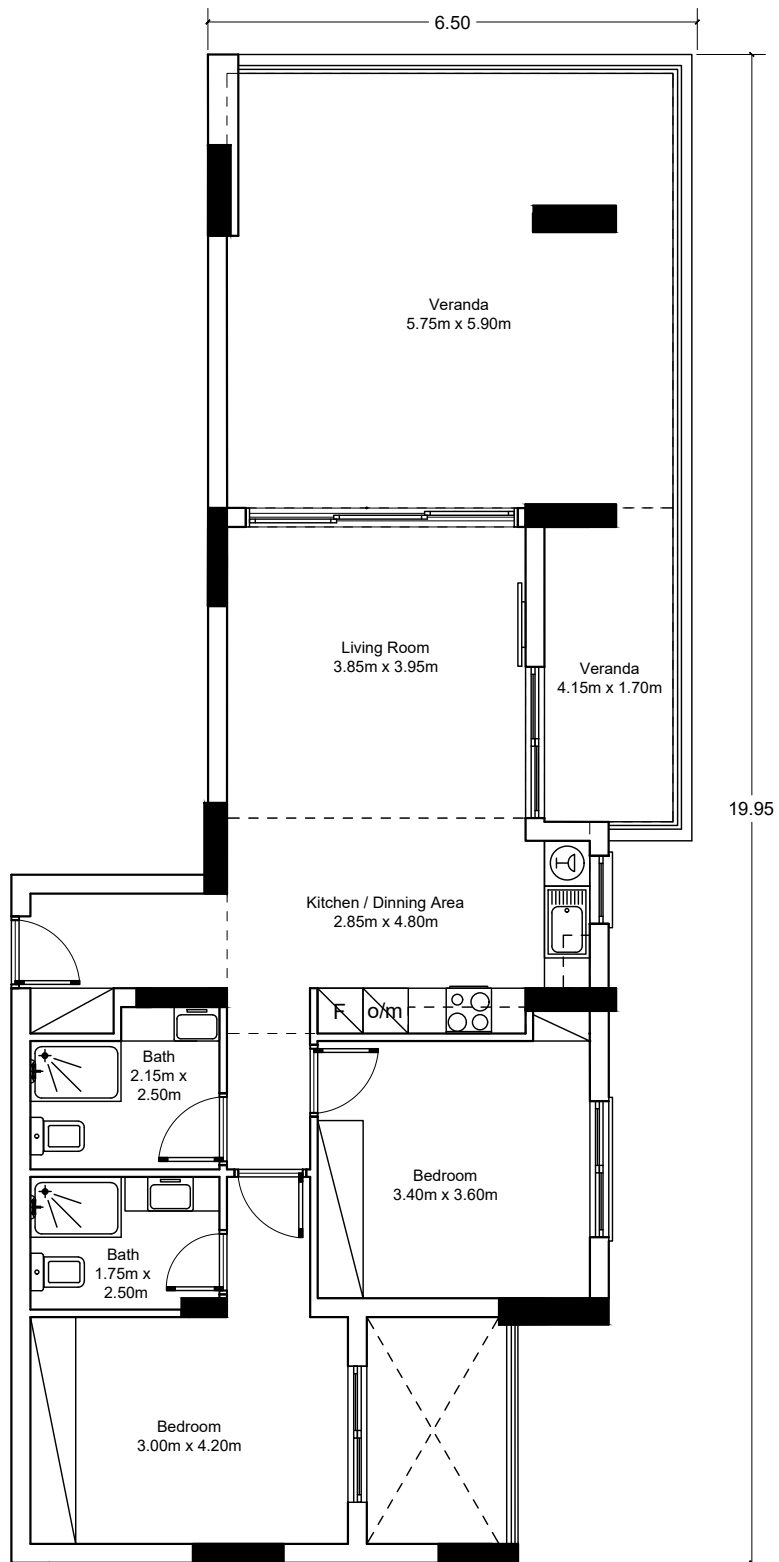 6.50
Veranda
5.75m x 5.90m
Living Room
3.85m x 3.95m
Veranda
4.15m x 1.70m
19.95
Kitchen / Dinning Area
2.85m x 4.80m
F o/m
Bath
2.15m x
2.50m
Bedroom
3.40m x 3.60m
Bath
1.75m x
2.50m
Bedroom
3.00m x 4.20m